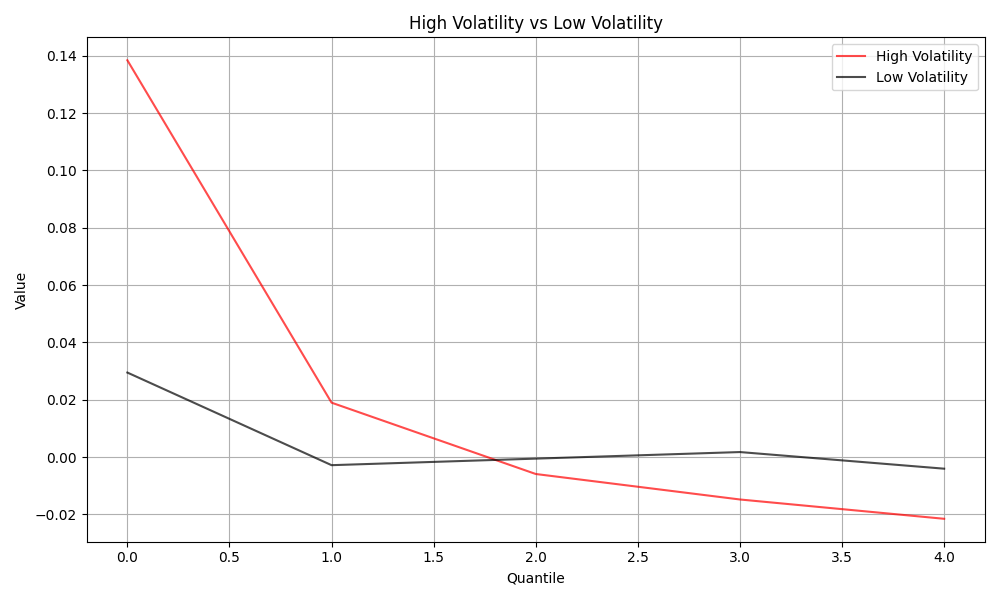 High Volatility vs Low Volatility
High Volatility
Low Volatility
0.14
0.12
0.10
0.08
0.06
0.04
0.02
0.00
−0.02
Value
0.0 0.5 1.0 1.5 2.0 2.5 3.0 3.5 4.0
Quantile